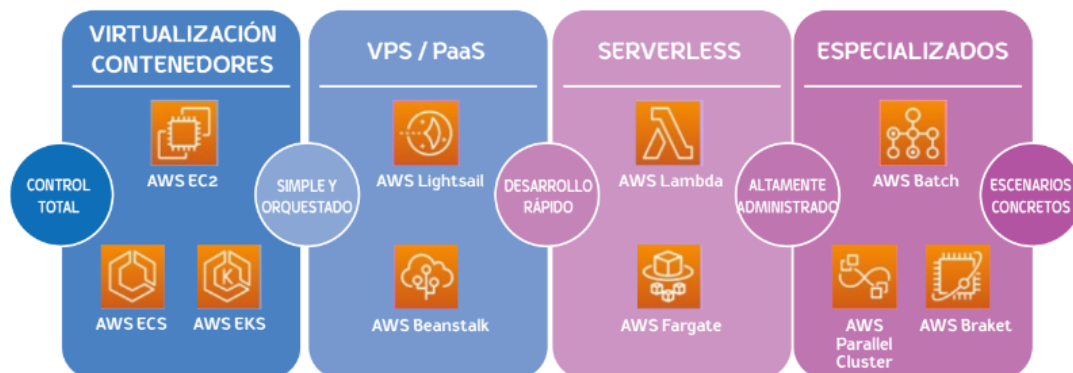 VIRTUALIZACIÓN
CONTENEDORES
VPS / PaaS
SERVERLESS
ESPECIALIZADOS
AWS EC2
AWS Lightsail
AWS Lambda
AWS Batch
CONTROL
TOTAL
SIMPLE Y
ORQUESTADO
DESARROLLO
RÁPIDO
ALTAMENTE
ADMINISTRADO
ESCENARIOS
CONCRETOS
K
AWS ECS
AWS EKS
AWS Beanstalk
AWS Fargate
AWS
Parallel
Cluster
AWS Braket